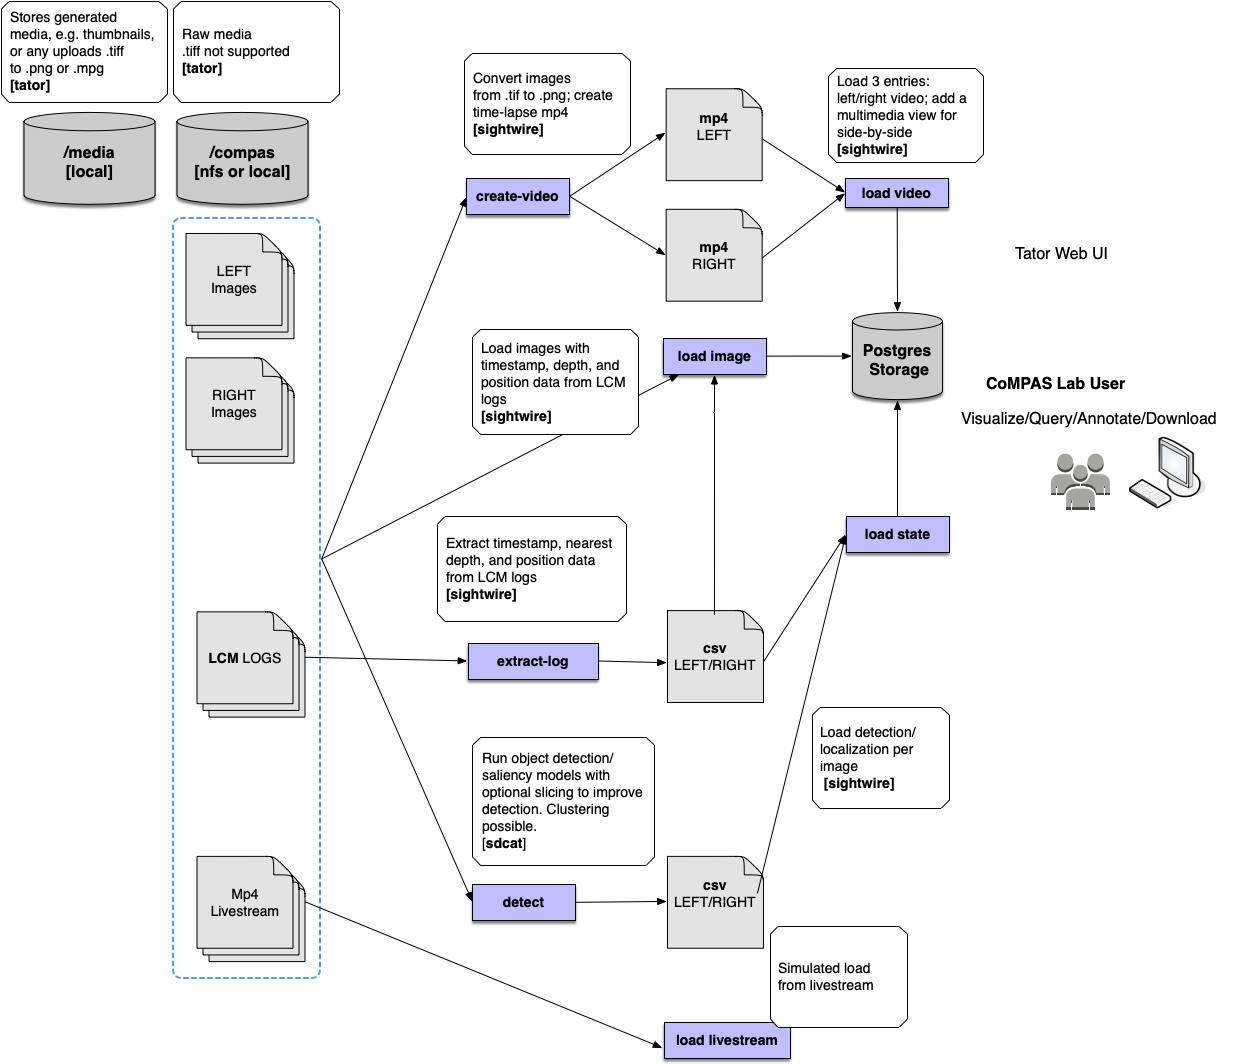 Stores generated
media, e.g. thumbnails,
or any uploads .tiff
to .png or .mpg
[tator]
Raw media
.tiff not supported
[tator]
/media
[local]
/compas
[nfs or local]
Convert images
from .tif to .png; create
time-lapse mp4
[sightwire]
mp4
LEFT
Load 3 entries:
left/right video; add a
multimedia view for
side-by-side
[sightwire]
create-video
load video
mp4
RIGHT
Tator Web UI
LEFT
Images
RIGHT
Images
Load images with
timestamp, depth, and
position data from LCM
logs
[sightwire]
load image
Postgres
Storage
CoMPAS Lab User
Visualize/Query/Annotate/Download
Extract timestamp, nearest
depth, and position data
from LCM logs
[sightwire]
load state
LCM LOGS
extract-log
csv
LEFT/RIGHT
Load detection/
localization per
image
[sightwire]
Run object detection/
saliency models with
optional slicing to improve
detection. Clustering
possible.
[sdcat]
Mp4
Livestream
detect
csv
LEFT/RIGHT
Simulated load
from livestream
load livestream